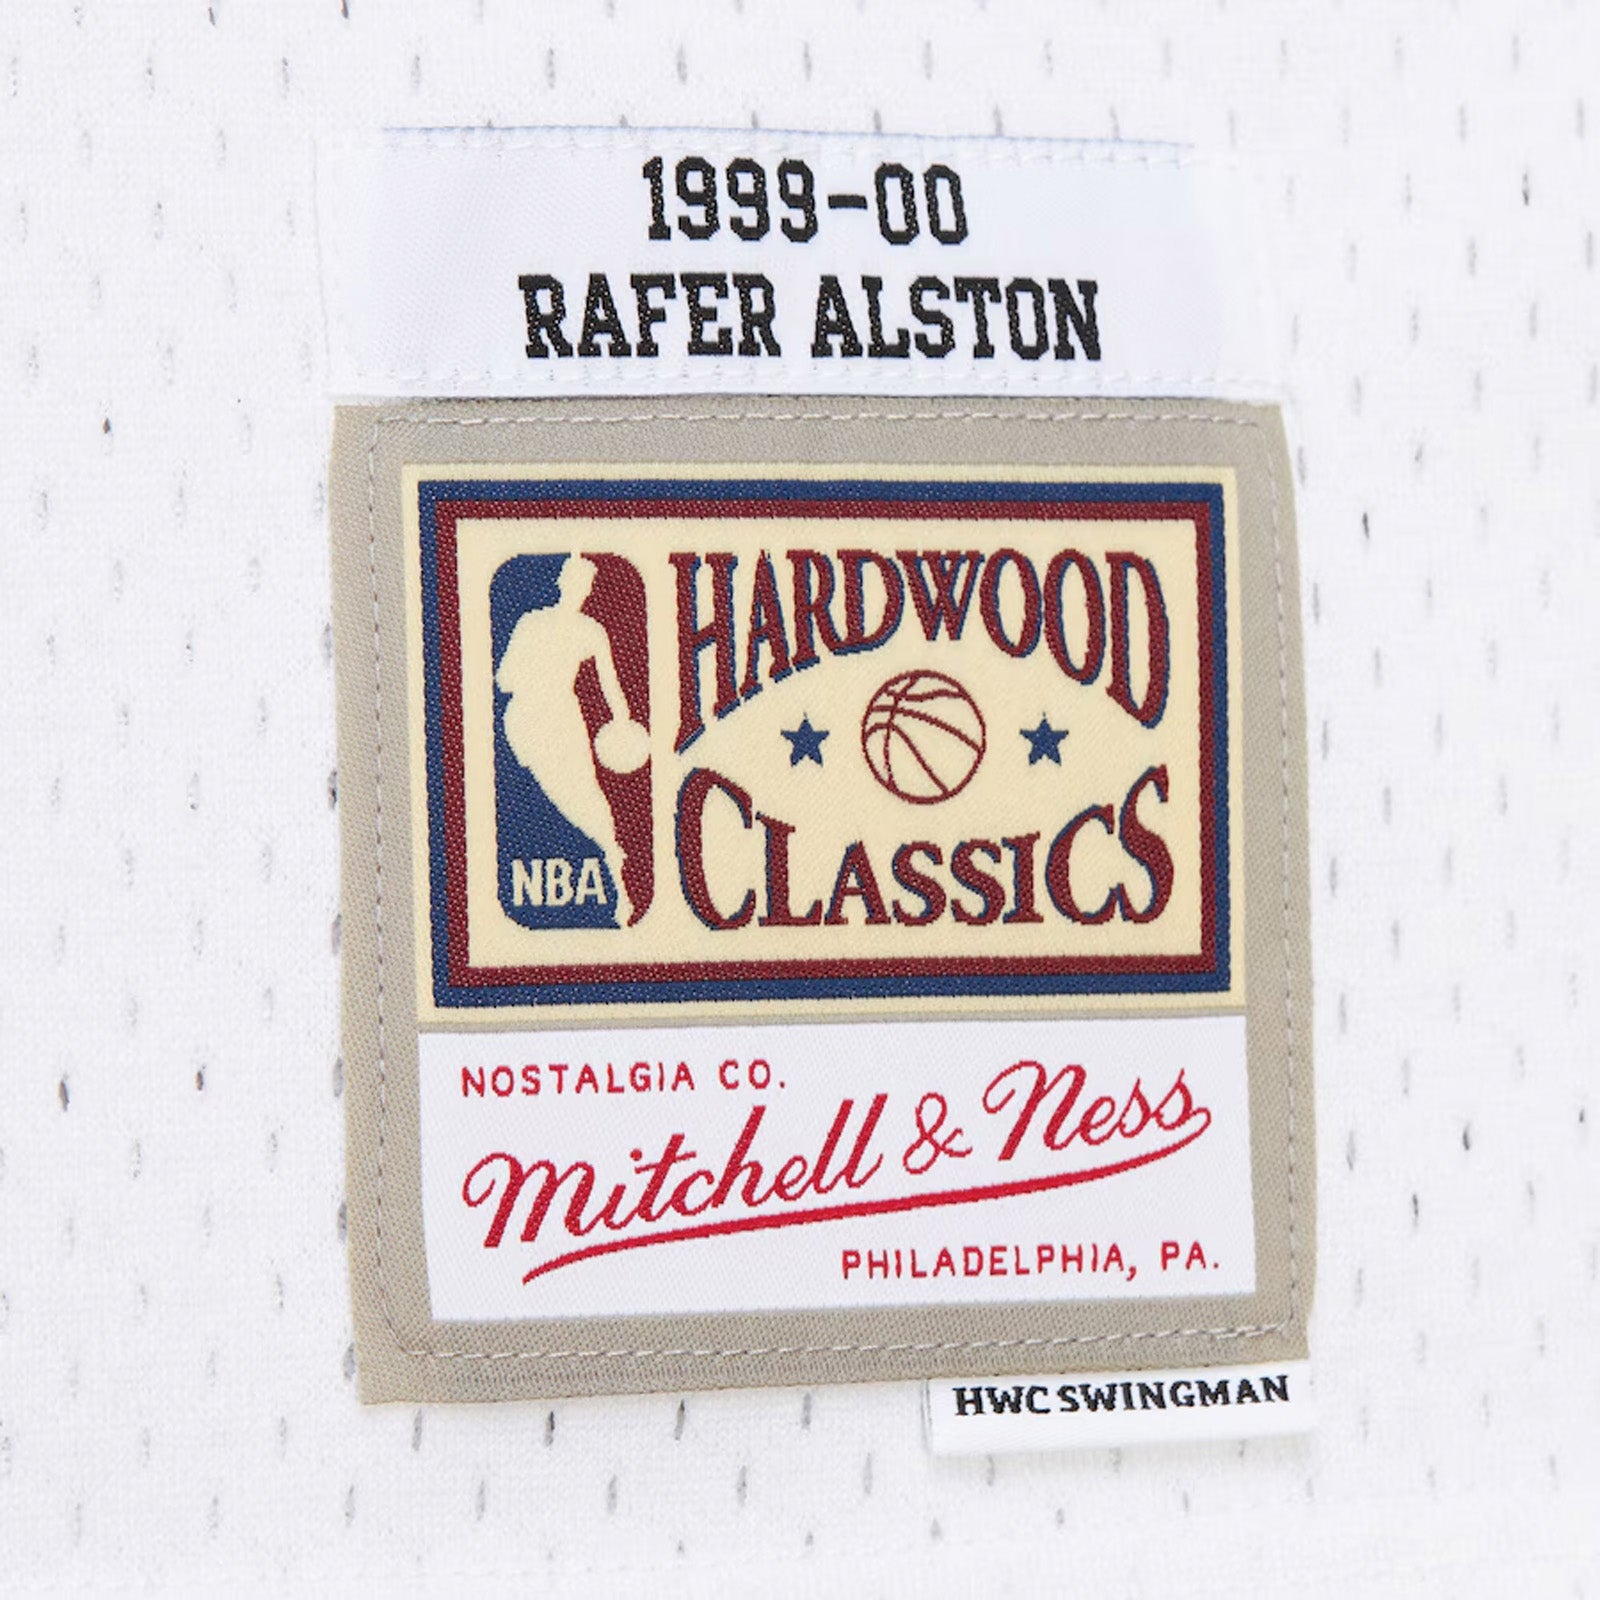 1999-00
RAFER ALSTON
HARDWOOD
CLASSICS
NBA
NOSTALGIA CO.
Mitchell & Ness
PHILADELPHIA, PA.
HWC SWINGMAN